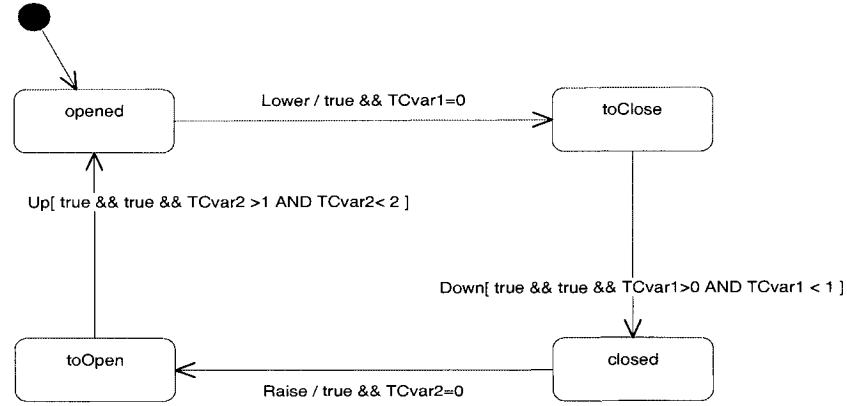 opened
Lower / true && TCvar1=0
toClose
Up[ true && true && TCvar2 >1 AND TCvar2< 2 ]
Down[ true && true && TCvar1>0 AND TCvar1 < 1 ]
toOpen
closed
Raise / true && TCvar2=0